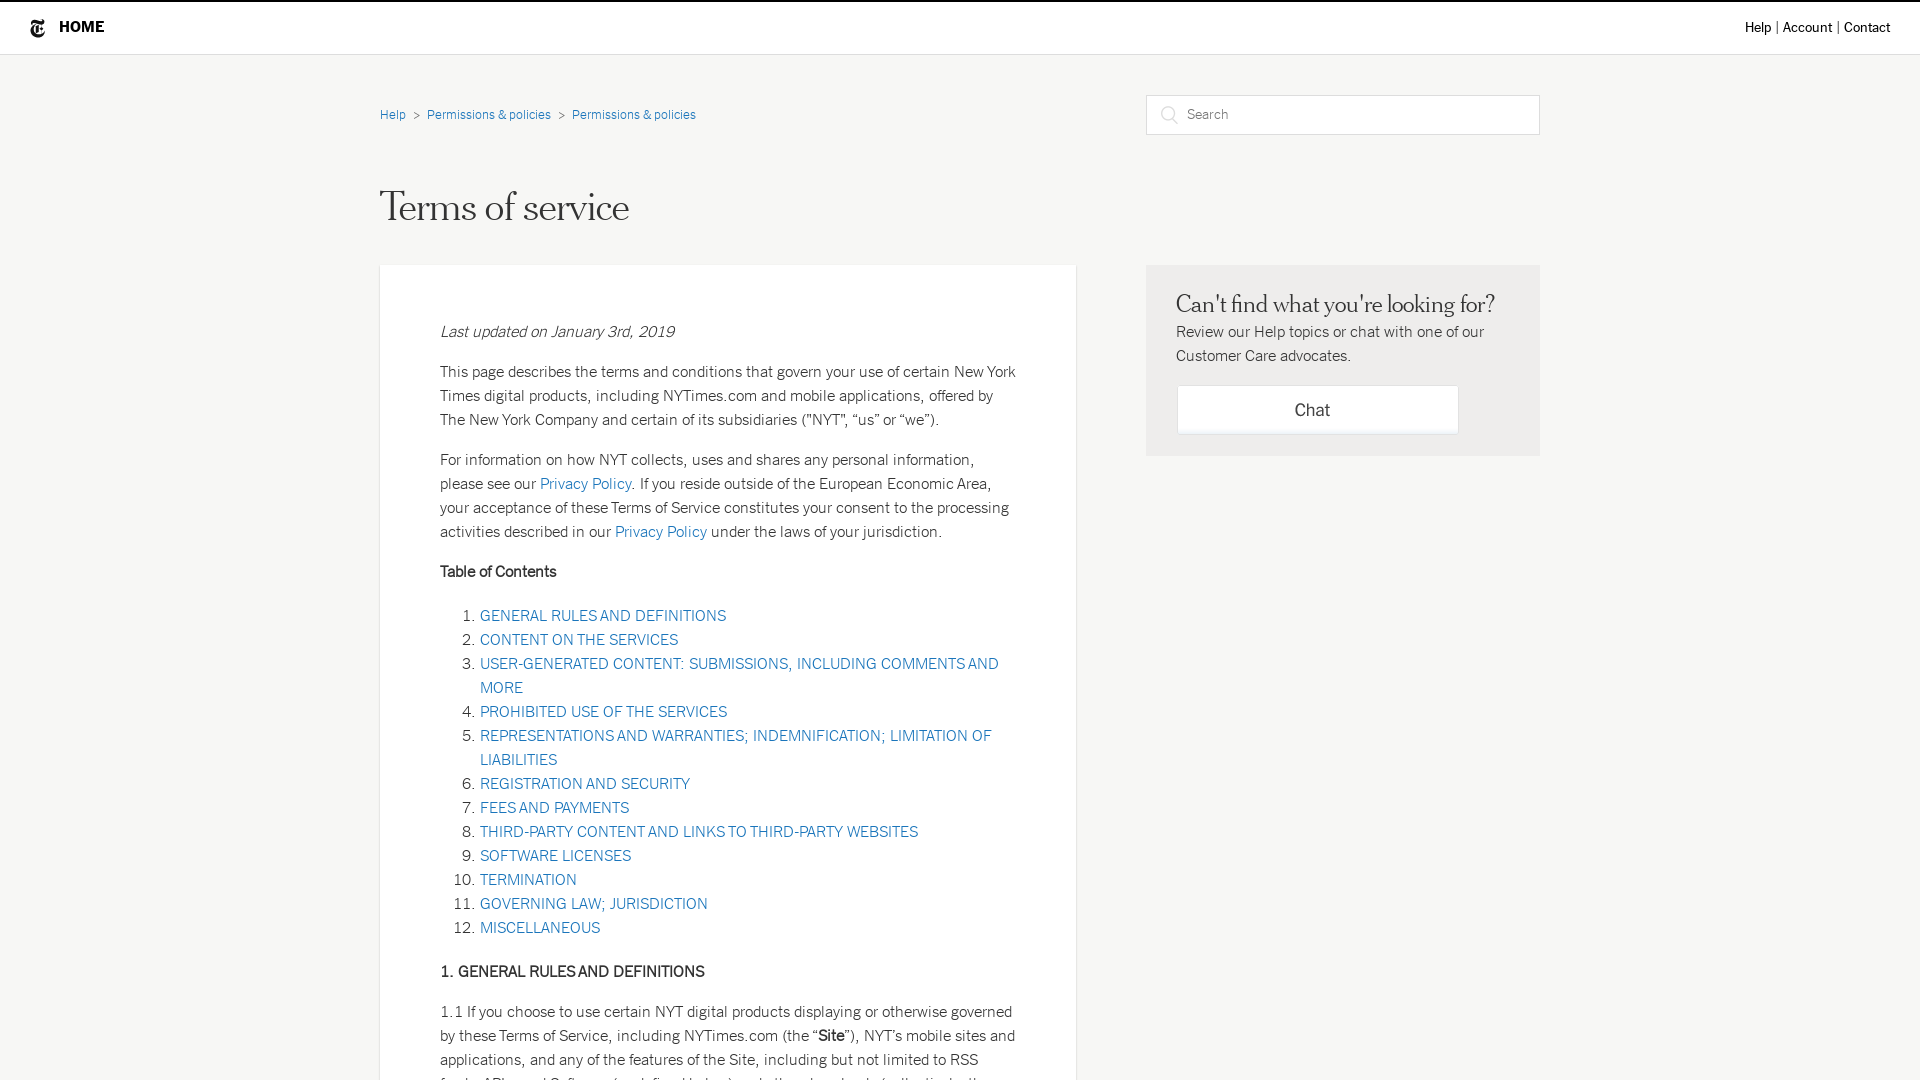 HOME
Help | Account | Contact
Help > Permissions & policies > Permissions & policies
Search
Terms of service
Last updated on January 3rd, 2019
This page describes the terms and conditions that govern your use of certain New York
Times digital products, including NYTimes.com and mobile applications, offered by
The New York Company and certain of its subsidiaries ("NYT", “us” or “we”).
For information on how NYT collects, uses and shares any personal information,
please see our Privacy Policy. If you reside outside of the European Economic Area,
your acceptance of these Terms of Service constitutes your consent to the processing
activities described in our Privacy Policy under the laws of your jurisdiction.
Table of Contents
1. GENERAL RULES AND DEFINITIONS
2. CONTENT ON THE SERVICES
3. USER-GENERATED CONTENT: SUBMISSIONS, INCLUDING COMMENTS AND
MORE
4. PROHIBITED USE OF THE SERVICES
5. REPRESENTATIONS AND WARRANTIES; INDEMNIFICATION; LIMITATION OF
LIABILITIES
6. REGISTRATION AND SECURITY
7. FEES AND PAYMENTS
8. THIRD-PARTY CONTENT AND LINKS TO THIRD-PARTY WEBSITES
9. SOFTWARE LICENSES
10. TERMINATION
11. GOVERNING LAW; JURISDICTION
12. MISCELLANEOUS
1. GENERAL RULES AND DEFINITIONS
1.1 If you choose to use certain NYT digital products displaying or otherwise governed
by these Terms of Service, including NYTimes.com (the “Site”), NYT’s mobile sites and
applications, and any of the features of the Site, including but not limited to RSS
Can't find what you're looking for?
Review our Help topics or chat with one of our
Customer Care advocates.
Chat